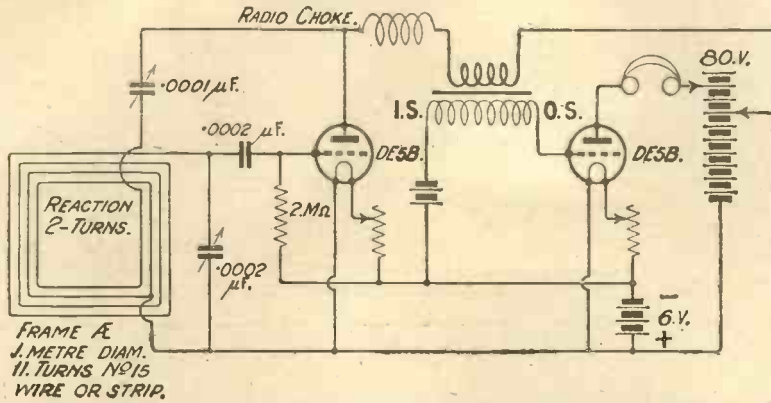 RADIO CHOKE.
80.V.
.0001 μF.
I.S.
O.S.
.0002 μF.
DE5B.
DE5B.
REACTION
2-TURNS.
2.MΩ
.0002
μF.
−
6.V.
+
FRAME Æ
1.METRE DIAM.
11.TURNS Nº15
WIRE OR STRIP.